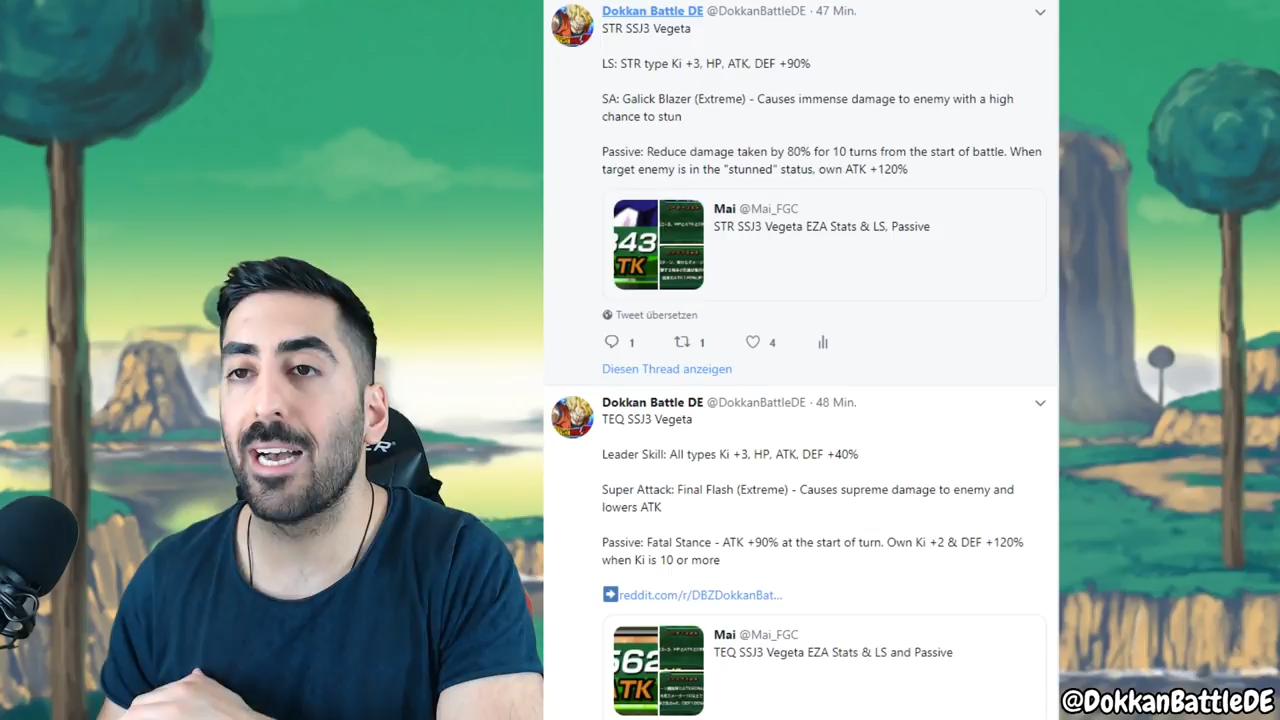 Dokkan Battle DE @DokkanBattleDE · 47 Min.
STR SSJ3 Vegeta
LS: STR type Ki +3, HP, ATK, DEF +90%
SA: Galick Blazer (Extreme) - Causes immense damage to enemy with a high
chance to stun
Passive: Reduce damage taken by 80% for 10 turns from the start of battle. When
target enemy is in the "stunned" status, own ATK +120%
Mai @Mai_FGC
STR SSJ3 Vegeta EZA Stats & LS, Passive
343
TK
Tweet übersetzen
1 1 4
Diesen Thread anzeigen
Dokkan Battle DE @DokkanBattleDE · 48 Min.
TEQ SSJ3 Vegeta
Leader Skill: All types Ki +3, HP, ATK, DEF +40%
Super Attack: Final Flash (Extreme) - Causes supreme damage to enemy and
lowers ATK
Passive: Fatal Stance - ATK +90% at the start of turn. Own Ki +2 & DEF +120%
when Ki is 10 or more
reddit.com/r/DBZDokkanBat...
Mai @Mai_FGC
TEQ SSJ3 Vegeta EZA Stats & LS and Passive
562
ATK
@DokkanBattleDE